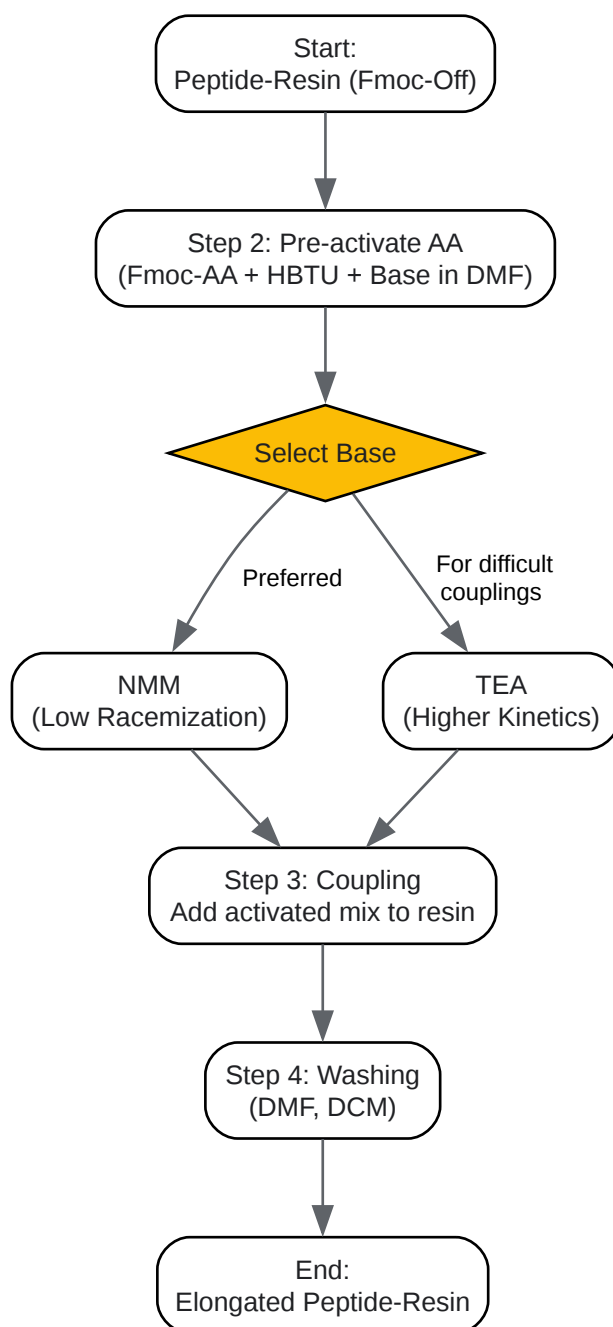 Start:
Peptide-Resin (Fmoc-Off)
Step 2: Pre-activate AA
(Fmoc-AA + HBTU + Base in DMF)
Select Base
Preferred
For difficult
couplings
NMM
(Low Racemization)
TEA
(Higher Kinetics)
Step 3: Coupling
Add activated mix to resin
Step 4: Washing
(DMF, DCM)
End:
Elongated Peptide-Resin